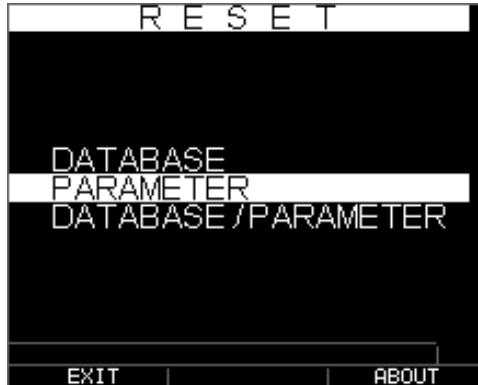 R E S E T
DATABASE
PARAMETER
DATABASE/PARAMETER
EXIT ABOUT